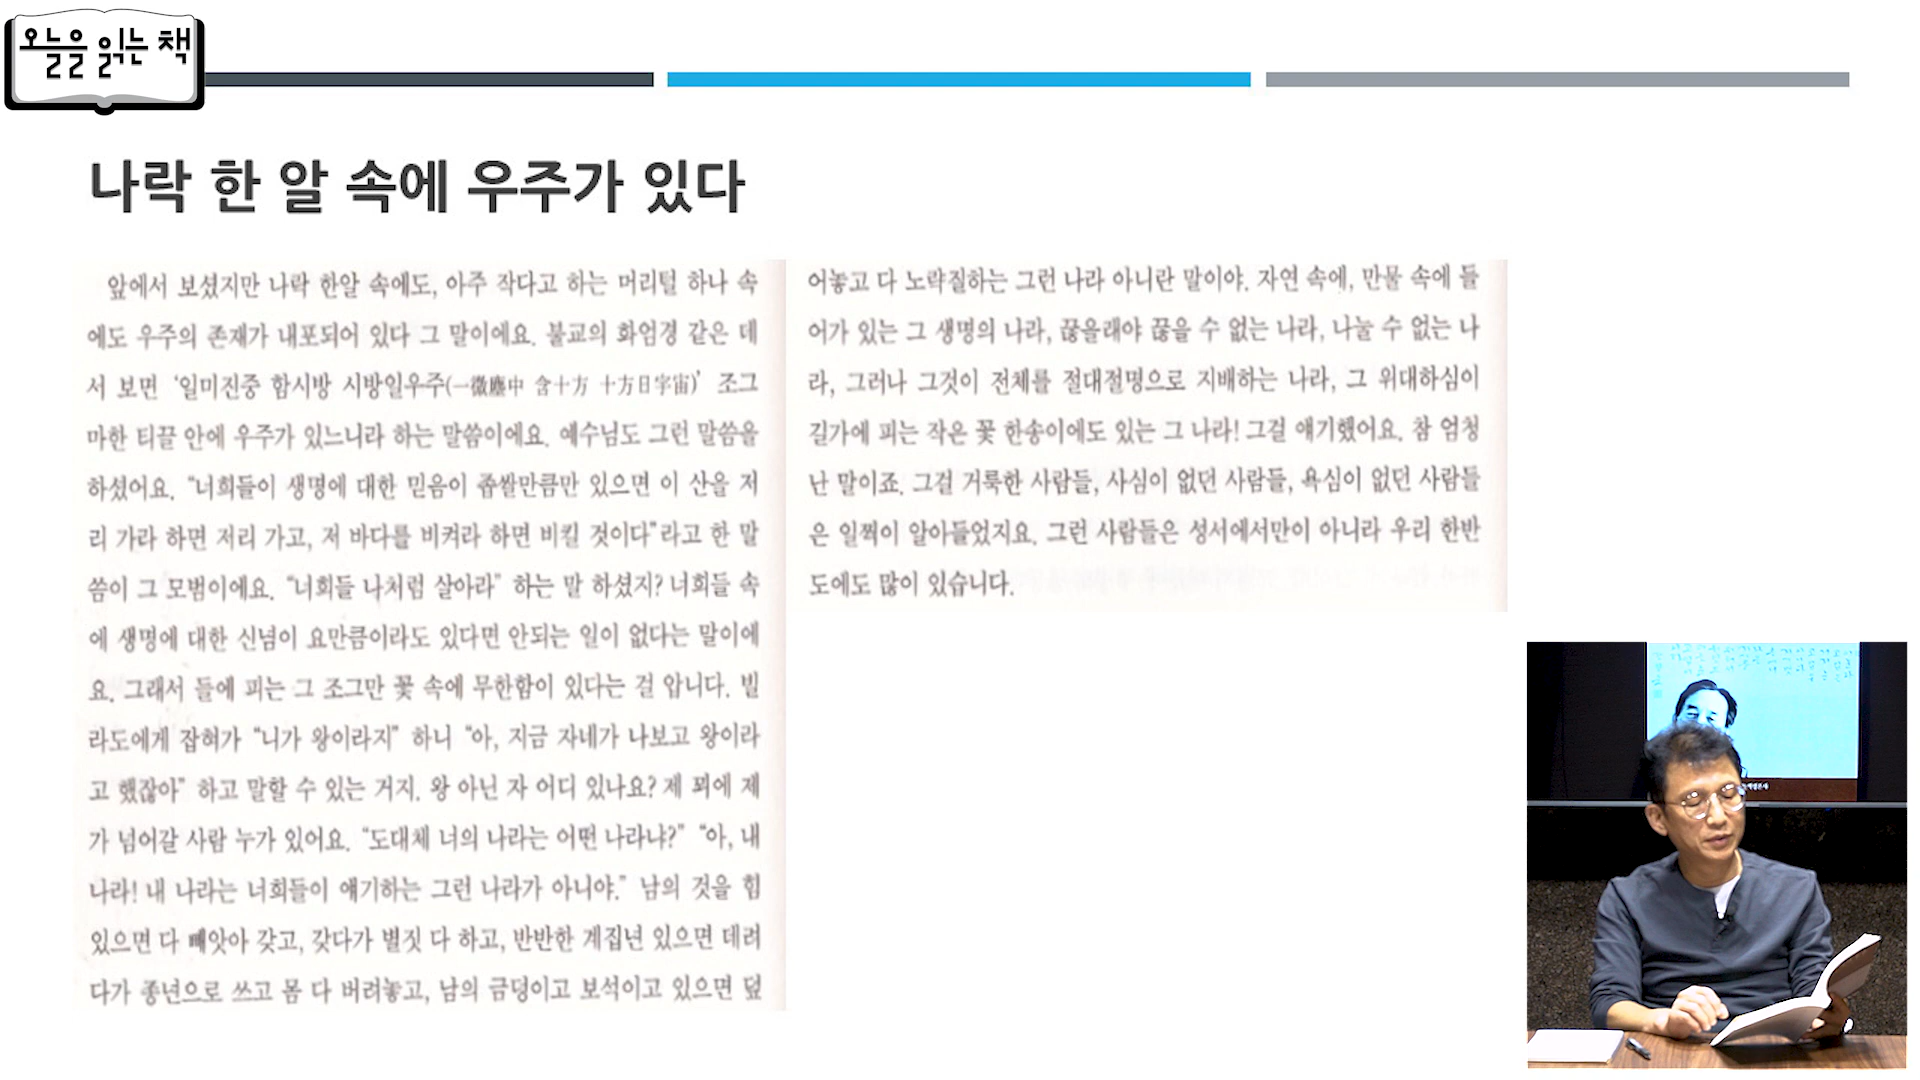 오늘을 읽는 책
나락 한 알 속에 우주가 있다
앞에서 보셨지만 나락 한알 속에도, 아주 작다고 하는 머리털 하나 속
에도 우주의 존재가 내포되어 있다 그 말이에요. 불교의 화엄경 같은 데
서 보면 ‘일미진중 함시방 시방일우주(一微塵中 含十方 十方日宇宙)’ 조그
마한 티끌 안에 우주가 있느니라 하는 말씀이에요. 예수님도 그런 말씀을
하셨어요. “너희들이 생명에 대한 믿음이 좁쌀만큼만 있으면 이 산을 저
리 가라 하면 저리 가고, 저 바다를 비켜라 하면 비킬 것이다”라고 한 말
씀이 그 모범이에요. “너희들 나처럼 살아라” 하는 말 하셨지? 너희들 속
에 생명에 대한 신념이 요만큼이라도 있다면 안되는 일이 없다는 말이에
요. 그래서 들에 피는 그 조그만 꽃 속에 무한함이 있다는 걸 압니다. 빌
라도에게 잡혀가 “니가 왕이라지” 하니 “아, 지금 자네가 나보고 왕이라
고 했잖아” 하고 말할 수 있는 거지. 왕 아닌 자 어디 있나요? 제 꾀에 제
가 넘어갈 사람 누가 있어요. “도대체 너의 나라는 어떤 나라냐?” “아, 내
나라! 내 나라는 너희들이 얘기하는 그런 나라가 아니야.” 남의 것을 힘
있으면 다 빼앗아 갖고, 갖다가 별짓 다 하고, 반반한 계집년 있으면 데려
다가 종년으로 쓰고 몸 다 버려놓고, 남의 금덩이고 보석이고 있으면 덮
어놓고 다 노략질하는 그런 나라 아니란 말이야. 자연 속에, 만물 속에 들
어가 있는 그 생명의 나라, 끊을래야 끊을 수 없는 나라, 나눌 수 없는 나
라, 그러나 그것이 전체를 절대절명으로 지배하는 나라, 그 위대하심이
길가에 피는 작은 꽃 한송이에도 있는 그 나라! 그걸 얘기했어요. 참 엄청
난 말이죠. 그걸 거룩한 사람들, 사심이 없던 사람들, 욕심이 없던 사람들
은 일찍이 알아들었지요. 그런 사람들은 성서에서만이 아니라 우리 한반
도에도 많이 있습니다.